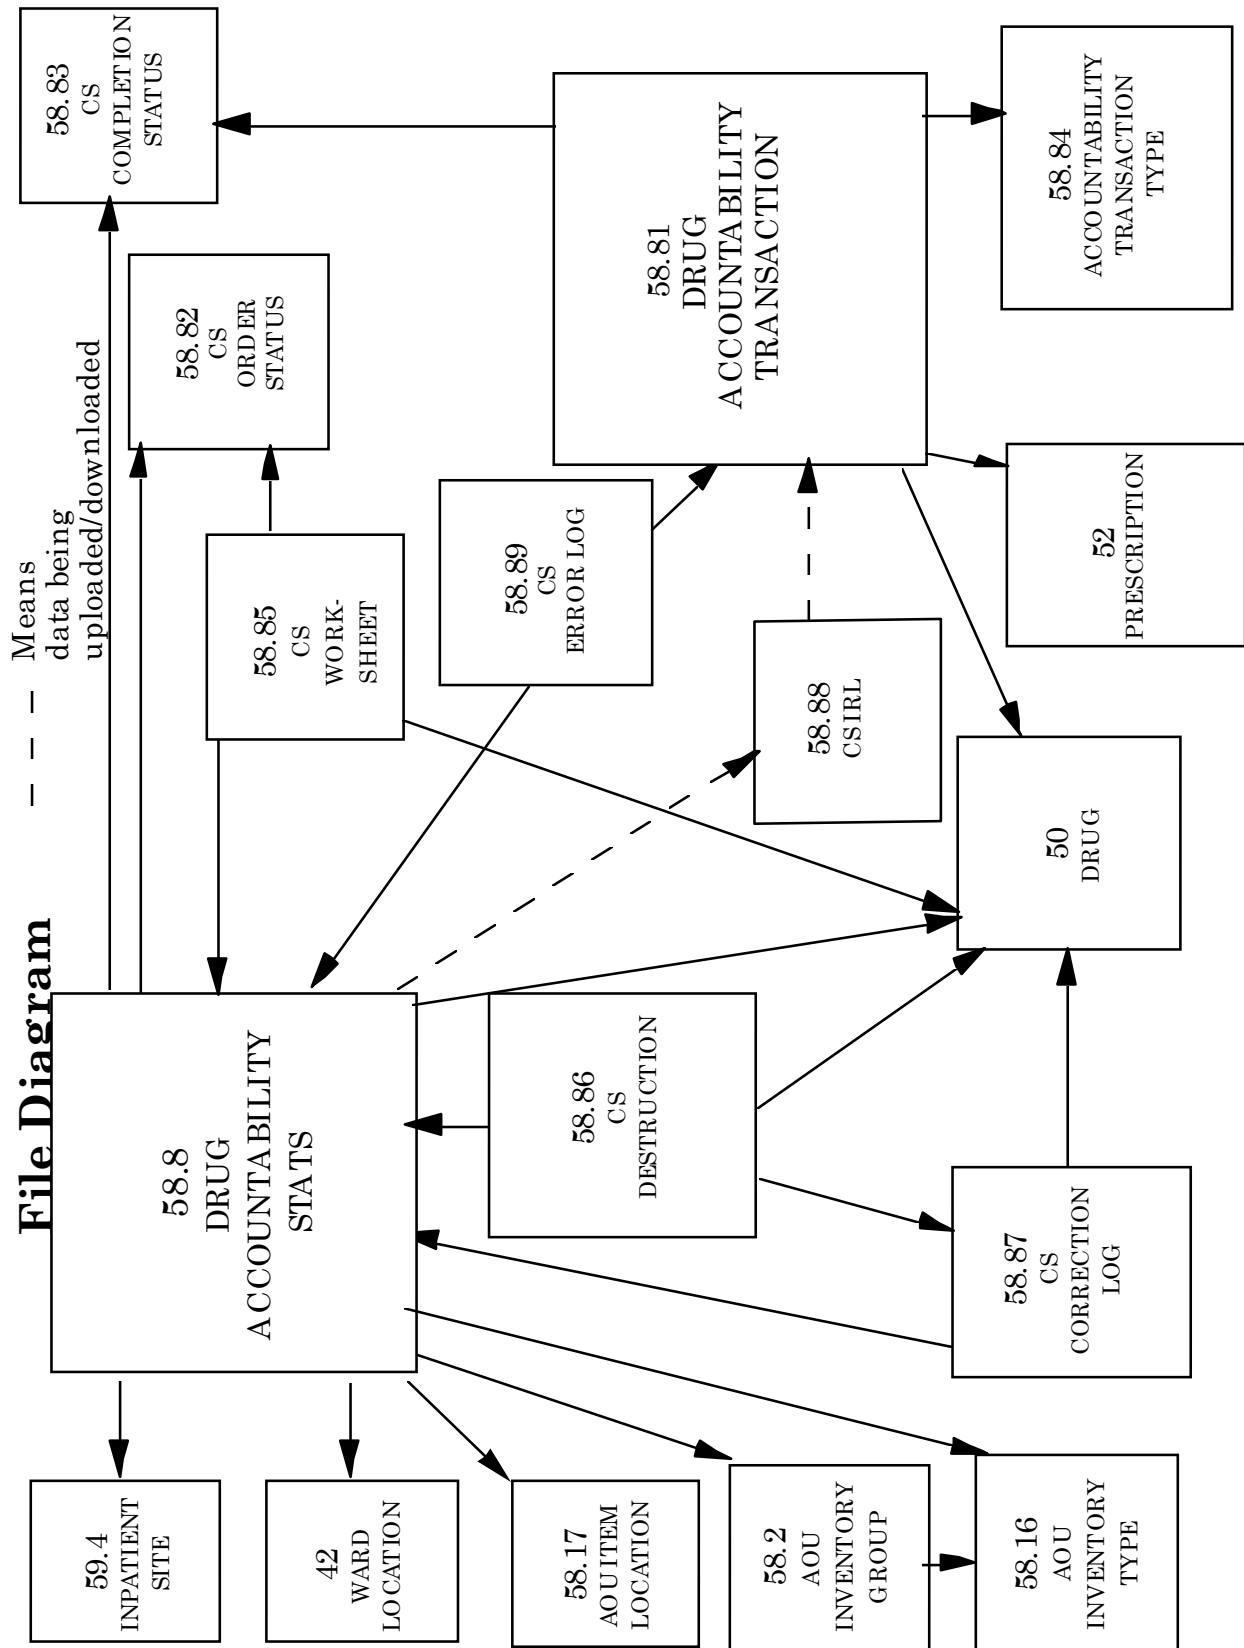 File Diagram
— — — Means
data being
uploaded/downloaded
59.4
INPATIENT
SITE
42
WARD
LOCATION
58.17
AOU ITEM
LOCATION
58.2
AOU
INVENTORY
GROUP
58.16
AOU
INVENTORY
TYPE
58.8
DRUG
ACCOUNTABILITY
STATS
58.86
CS
DESTRUCTION
58.87
CS
CORRECTION
LOG
58.85
CS
WORK-
SHEET
58.89
CS
ERROR LOG
58.88
CSIRL
50
DRUG
58.83
CS
COMPLETION
STATUS
58.82
CS
ORDER
STATUS
58.81
DRUG
ACCOUNTABILITY
TRANSACTION
52
PRESCRIPTION
58.84
ACCOUNTABILITY
TRANSACTION
TYPE